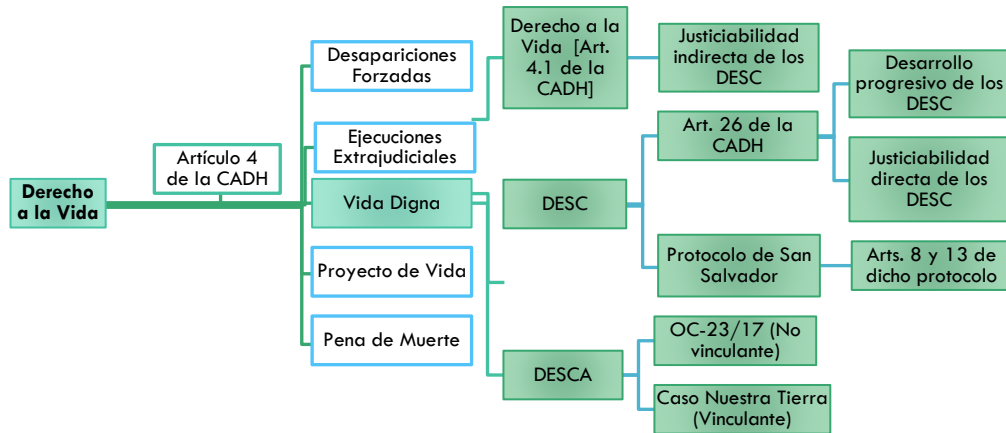 Derecho
a la Vida
Artículo 4
de la CADH
Desapariciones
Forzadas
Ejecuciones
Extrajudiciales
Vida Digna
Proyecto de Vida
Pena de Muerte
Derecho a la
Vida [Art.
4.1 de la
CADH]
Justiciabilidad
indirecta de los
DESC
DESC
Art. 26 de la
CADH
Desarrollo
progresivo de los
DESC
Justiciabilidad
directa de los
DESC
Protocolo de San
Salvador
Arts. 8 y 13 de
dicho protocolo
DESCA
OC-23/17 (No
vinculante)
Caso Nuestra Tierra
(Vinculante)